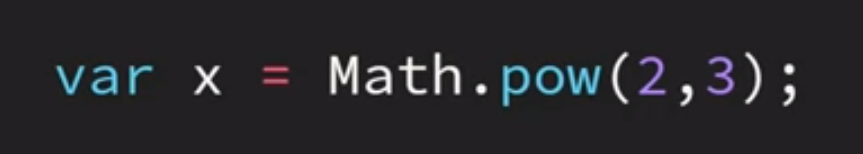 var x = Math.pow(2,3);